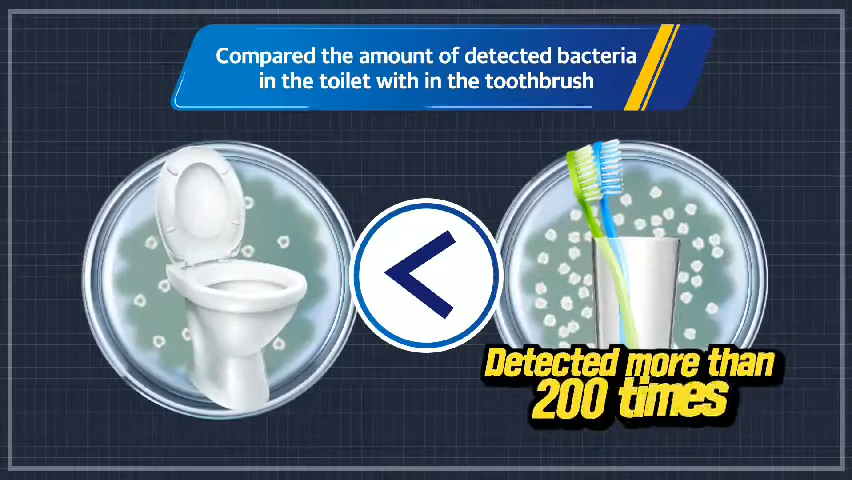 Compared the amount of detected bacteria
in the toilet with in the toothbrush
Detected more than
200 times